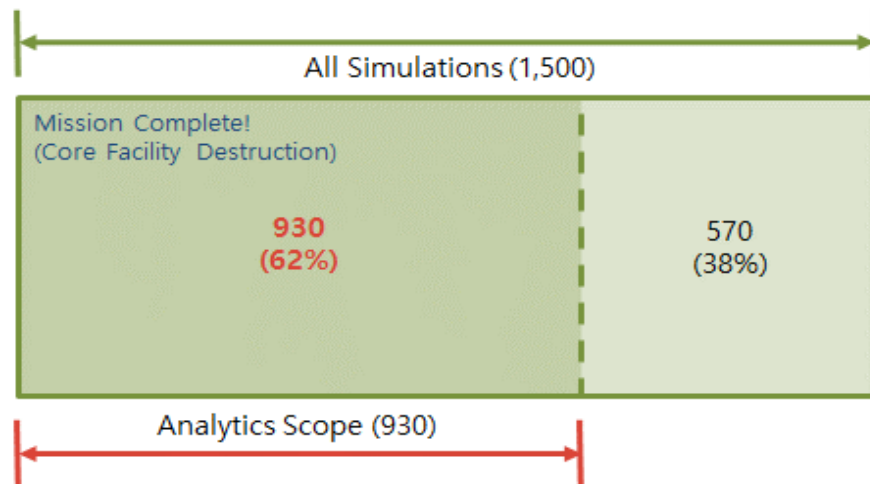 All Simulations (1,500)
Mission Complete!
(Core Facility Destruction)
930
(62%)
570
(38%)
Analytics Scope (930)